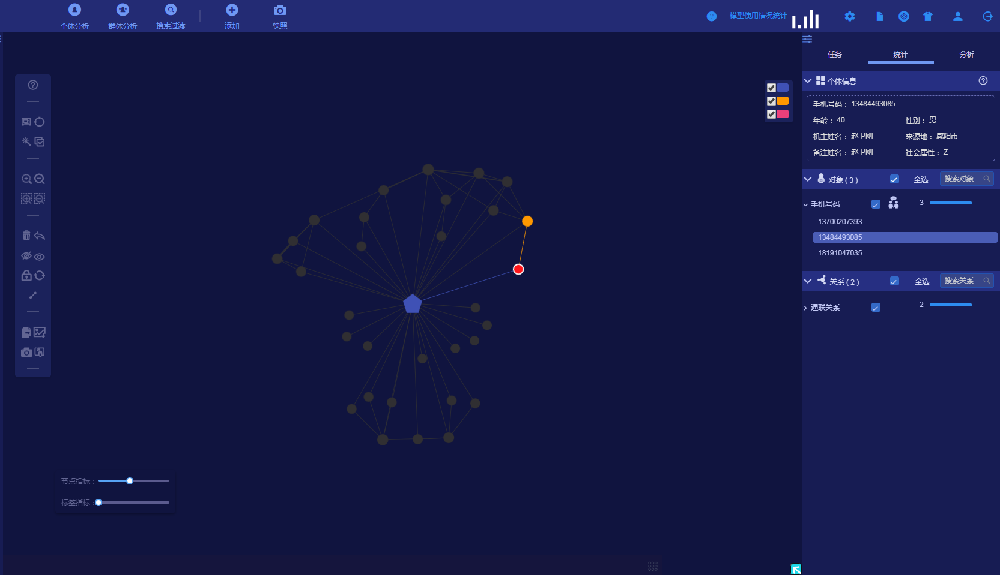 个体分析
群体分析
搜索过滤
添加
快照
模型使用情况统计
任务
统计
分析
个体信息
手机号码： 13484493085
年龄： 40
性别： 男
机主姓名： 赵卫刚
来源地： 咸阳市
备注姓名： 赵卫刚
社会属性： Z
对象 ( 3 )
全选
搜索对象
手机号码
3
13700207393
13484493085
18191047035
关系 ( 2 )
全选
搜索关系
通联关系
2
节点指标：
标签指标：